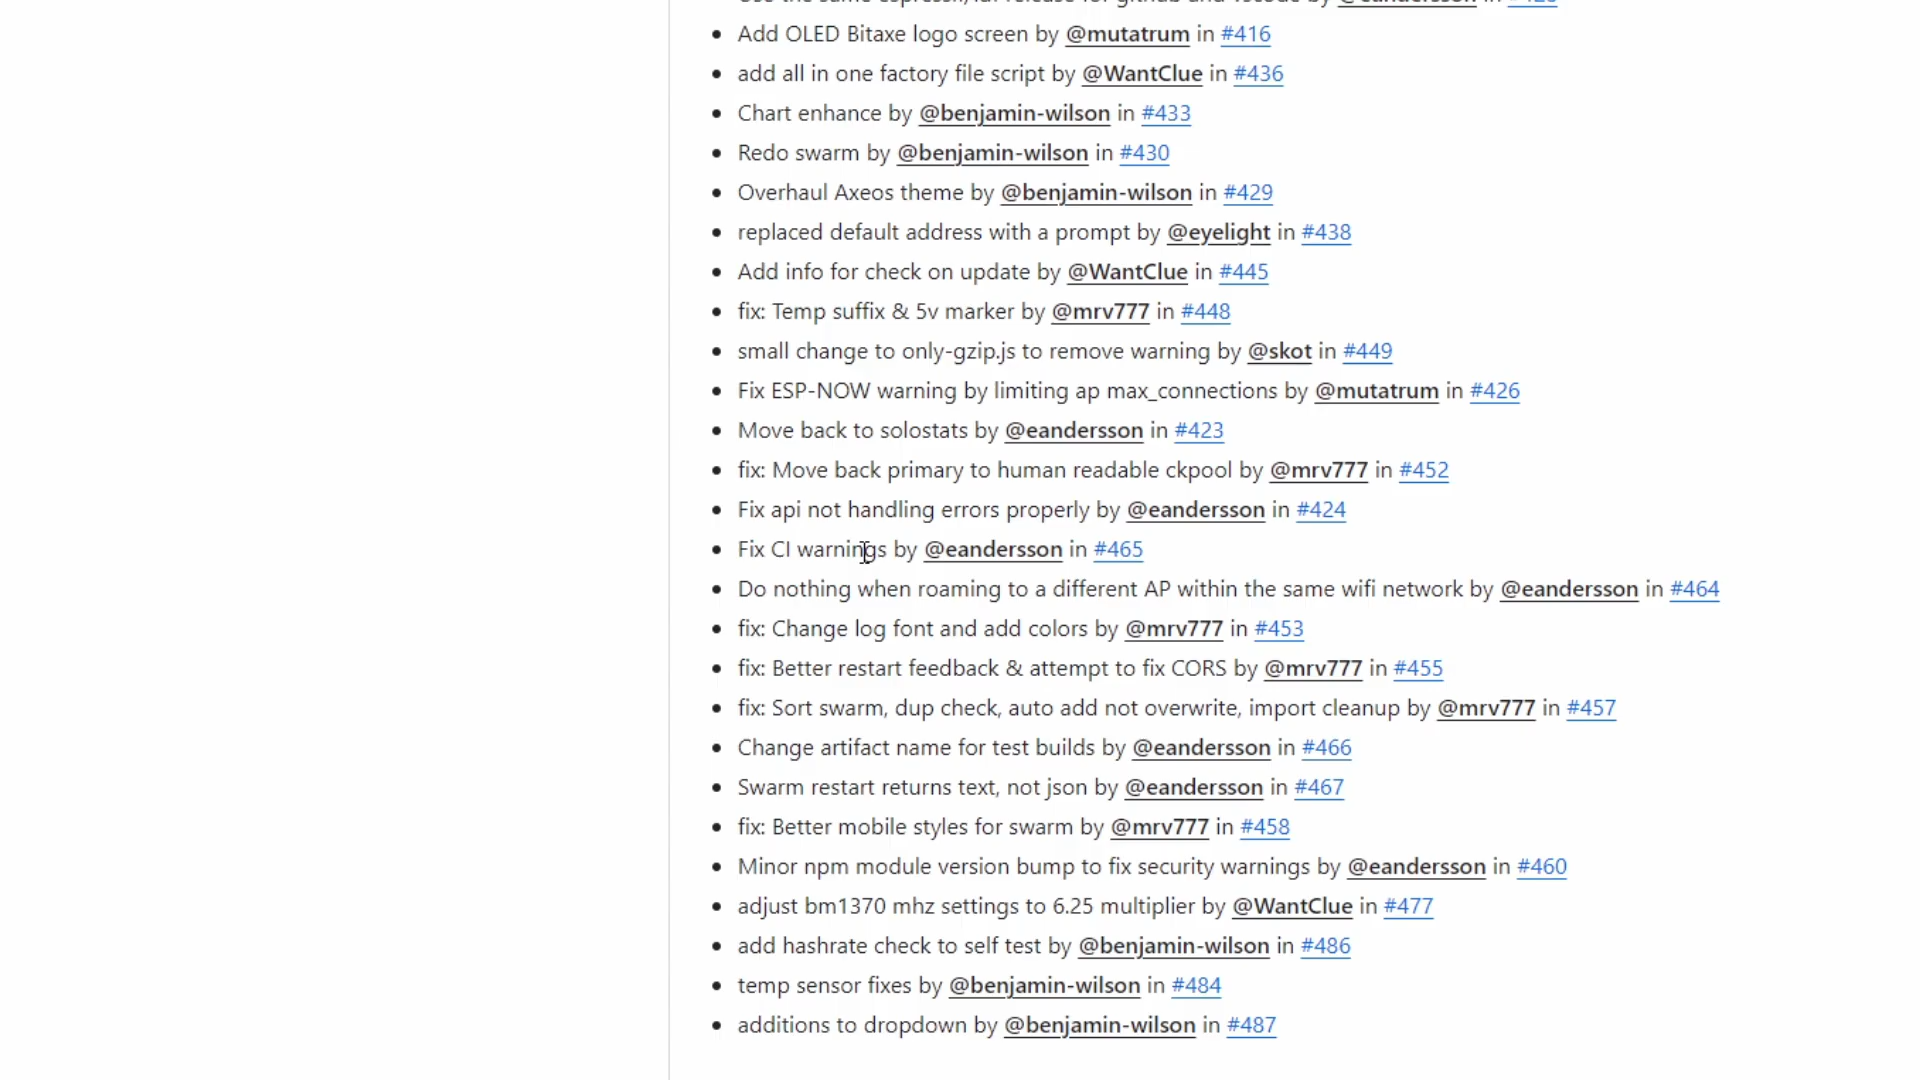 Use the same espressif/idf release for github and vscode by @eandersson in #428
• Add OLED Bitaxe logo screen by @mutatrum in #416
• add all in one factory file script by @WantClue in #436
• Chart enhance by @benjamin-wilson in #433
• Redo swarm by @benjamin-wilson in #430
• Overhaul Axeos theme by @benjamin-wilson in #429
• replaced default address with a prompt by @eyelight in #438
• Add info for check on update by @WantClue in #445
• fix: Temp suffix & 5v marker by @mrv777 in #448
• small change to only-gzip.js to remove warning by @skot in #449
• Fix ESP-NOW warning by limiting ap max_connections by @mutatrum in #426
• Move back to solostats by @eandersson in #423
• fix: Move back primary to human readable ckpool by @mrv777 in #452
• Fix api not handling errors properly by @eandersson in #424
• Fix CI warnings by @eandersson in #465
• Do nothing when roaming to a different AP within the same wifi network by @eandersson in #464
• fix: Change log font and add colors by @mrv777 in #453
• fix: Better restart feedback & attempt to fix CORS by @mrv777 in #455
• fix: Sort swarm, dup check, auto add not overwrite, import cleanup by @mrv777 in #457
• Change artifact name for test builds by @eandersson in #466
• Swarm restart returns text, not json by @eandersson in #467
• fix: Better mobile styles for swarm by @mrv777 in #458
• Minor npm module version bump to fix security warnings by @eandersson in #460
• adjust bm1370 mhz settings to 6.25 multiplier by @WantClue in #477
• add hashrate check to self test by @benjamin-wilson in #486
• temp sensor fixes by @benjamin-wilson in #484
• additions to dropdown by @benjamin-wilson in #487